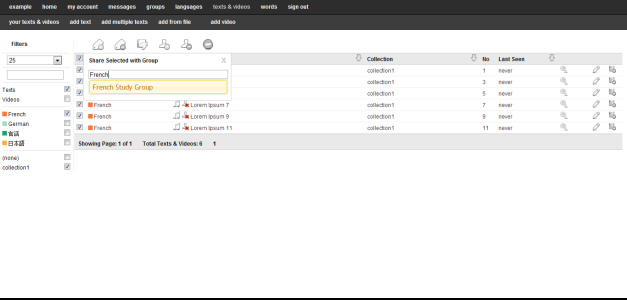 example home my account messages groups languages texts & videos words sign out
your texts & videos add text add multiple texts add from file add video
Filters
25
Texts
Videos
French
German
官話
日本語
(none)
collection1
Share Selected with Group X
French
French Study Group
Collection No Last Seen
collection1 1 never
collection1 3 never
collection1 5 never
French Lorem Ipsum 7 collection1 7 never
French Lorem Ipsum 9 collection1 9 never
French Lorem Ipsum 11 collection1 11 never
Showing Page: 1 of 1 Total Texts & Videos: 6 1